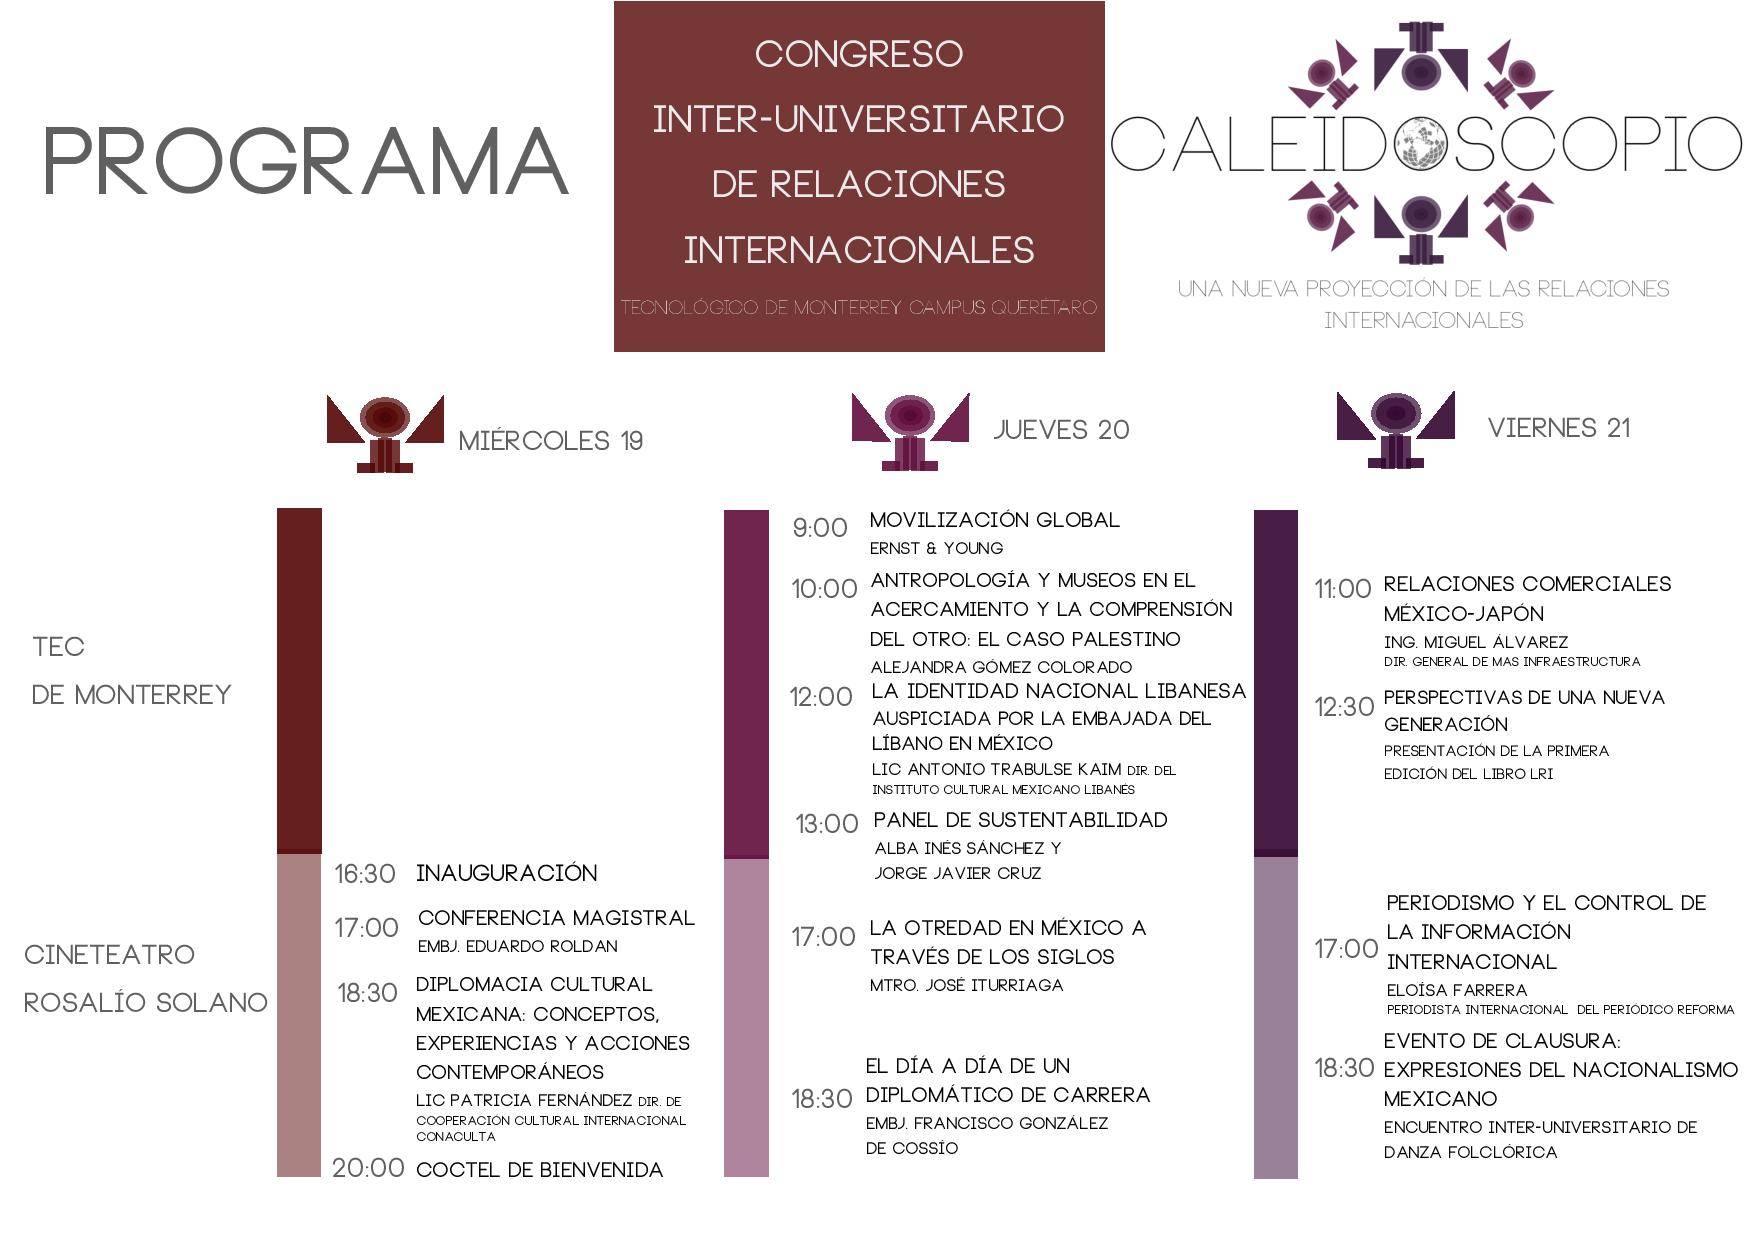 PROGRAMA
CONGRESO
INTER-UNIVERSITARIO
DE RELACIONES
INTERNACIONALES
TECNOLÓGICO DE MONTERREY CAMPUS QUERÉTARO
CALEIDOSCOPIO
UNA NUEVA PROYECCIÓN DE LAS RELACIONES
INTERNACIONALES
MIÉRCOLES 19
JUEVES 20
VIERNES 21
TEC
DE MONTERREY
CINETEATRO
ROSALÍO SOLANO
16:30 INAUGURACIÓN
17:00 CONFERENCIA MAGISTRAL
EMBJ. EDUARDO ROLDAN
18:30 DIPLOMACIA CULTURAL
MEXICANA: CONCEPTOS,
EXPERIENCIAS Y ACCIONES
CONTEMPORÁNEOS
LIC PATRICIA FERNÁNDEZ DIR. DE
COOPERACIÓN CULTURAL INTERNACIONAL
CONACULTA
20:00 COCTEL DE BIENVENIDA
9:00 MOVILIZACIÓN GLOBAL
ERNST & YOUNG
10:00 ANTROPOLOGÍA Y MUSEOS EN EL
ACERCAMIENTO Y LA COMPRENSIÓN
DEL OTRO: EL CASO PALESTINO
ALEJANDRA GÓMEZ COLORADO
12:00 LA IDENTIDAD NACIONAL LIBANESA
AUSPICIADA POR LA EMBAJADA DEL
LÍBANO EN MÉXICO
LIC ANTONIO TRABULSE KAIM DIR. DEL
INSTITUTO CULTURAL MEXICANO LIBANÉS
13:00 PANEL DE SUSTENTABILIDAD
ALBA INÉS SÁNCHEZ Y
JORGE JAVIER CRUZ
17:00 LA OTREDAD EN MÉXICO A
TRAVÉS DE LOS SIGLOS
MTRO. JOSÉ ITURRIAGA
EL DÍA A DÍA DE UN
18:30 DIPLOMÁTICO DE CARRERA
EMBJ. FRANCISCO GONZÁLEZ
DE COSSÍO
11:00 RELACIONES COMERCIALES
MÉXICO-JAPÓN
ING. MIGUEL ÁLVAREZ
DIR. GENERAL DE MAS INFRAESTRUCTURA
12:30 PERSPECTIVAS DE UNA NUEVA
GENERACIÓN
PRESENTACIÓN DE LA PRIMERA
EDICIÓN DEL LIBRO LRI
PERIODISMO Y EL CONTROL DE
LA INFORMACIÓN
17:00 INTERNACIONAL
ELOÍSA FARRERA
PERIODISTA INTERNACIONAL DEL PERIÓDICO REFORMA
EVENTO DE CLAUSURA:
18:30 EXPRESIONES DEL NACIONALISMO
MEXICANO
ENCUENTRO INTER-UNIVERSITARIO DE
DANZA FOLCLÓRICA